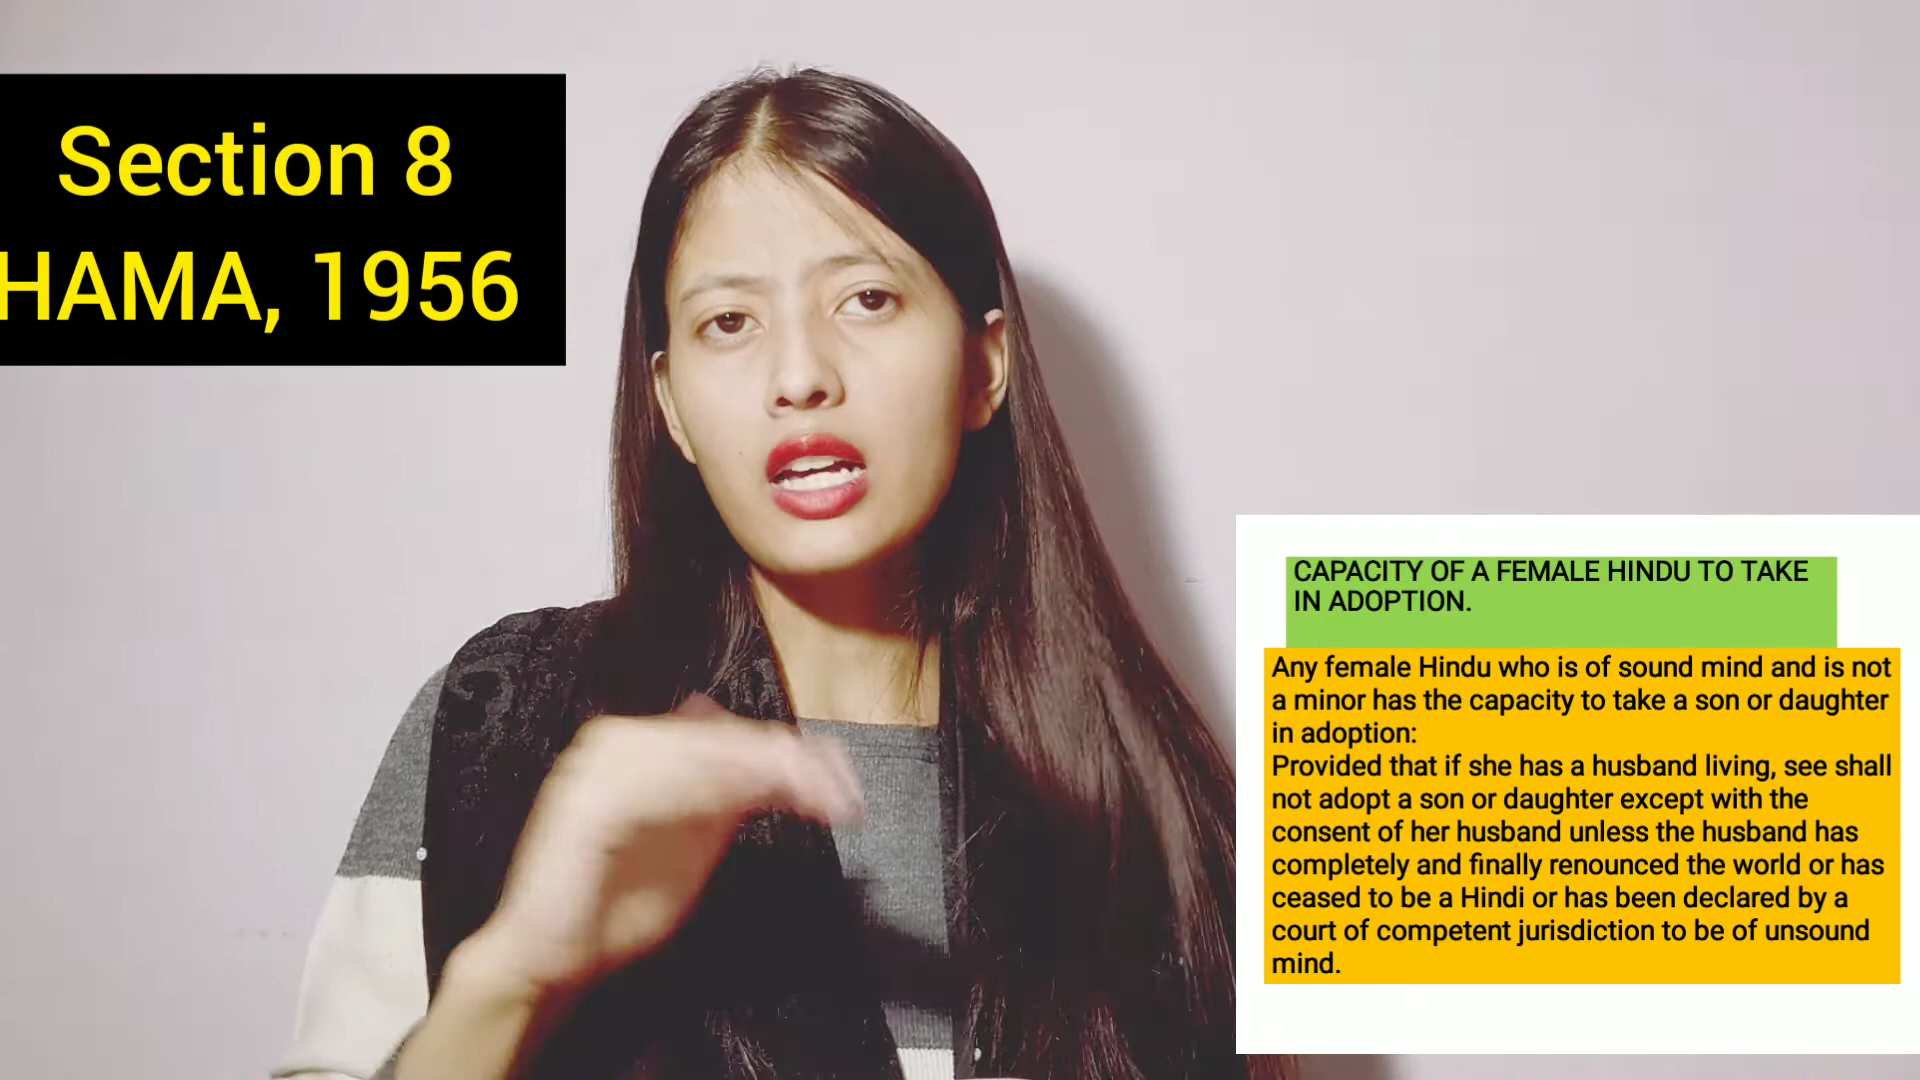 Section 8
HAMA, 1956
CAPACITY OF A FEMALE HINDU TO TAKE
IN ADOPTION.
Any female Hindu who is of sound mind and is not
a minor has the capacity to take a son or daughter
in adoption:
Provided that if she has a husband living, see shall
not adopt a son or daughter except with the
consent of her husband unless the husband has
completely and finally renounced the world or has
ceased to be a Hindi or has been declared by a
court of competent jurisdiction to be of unsound
mind.